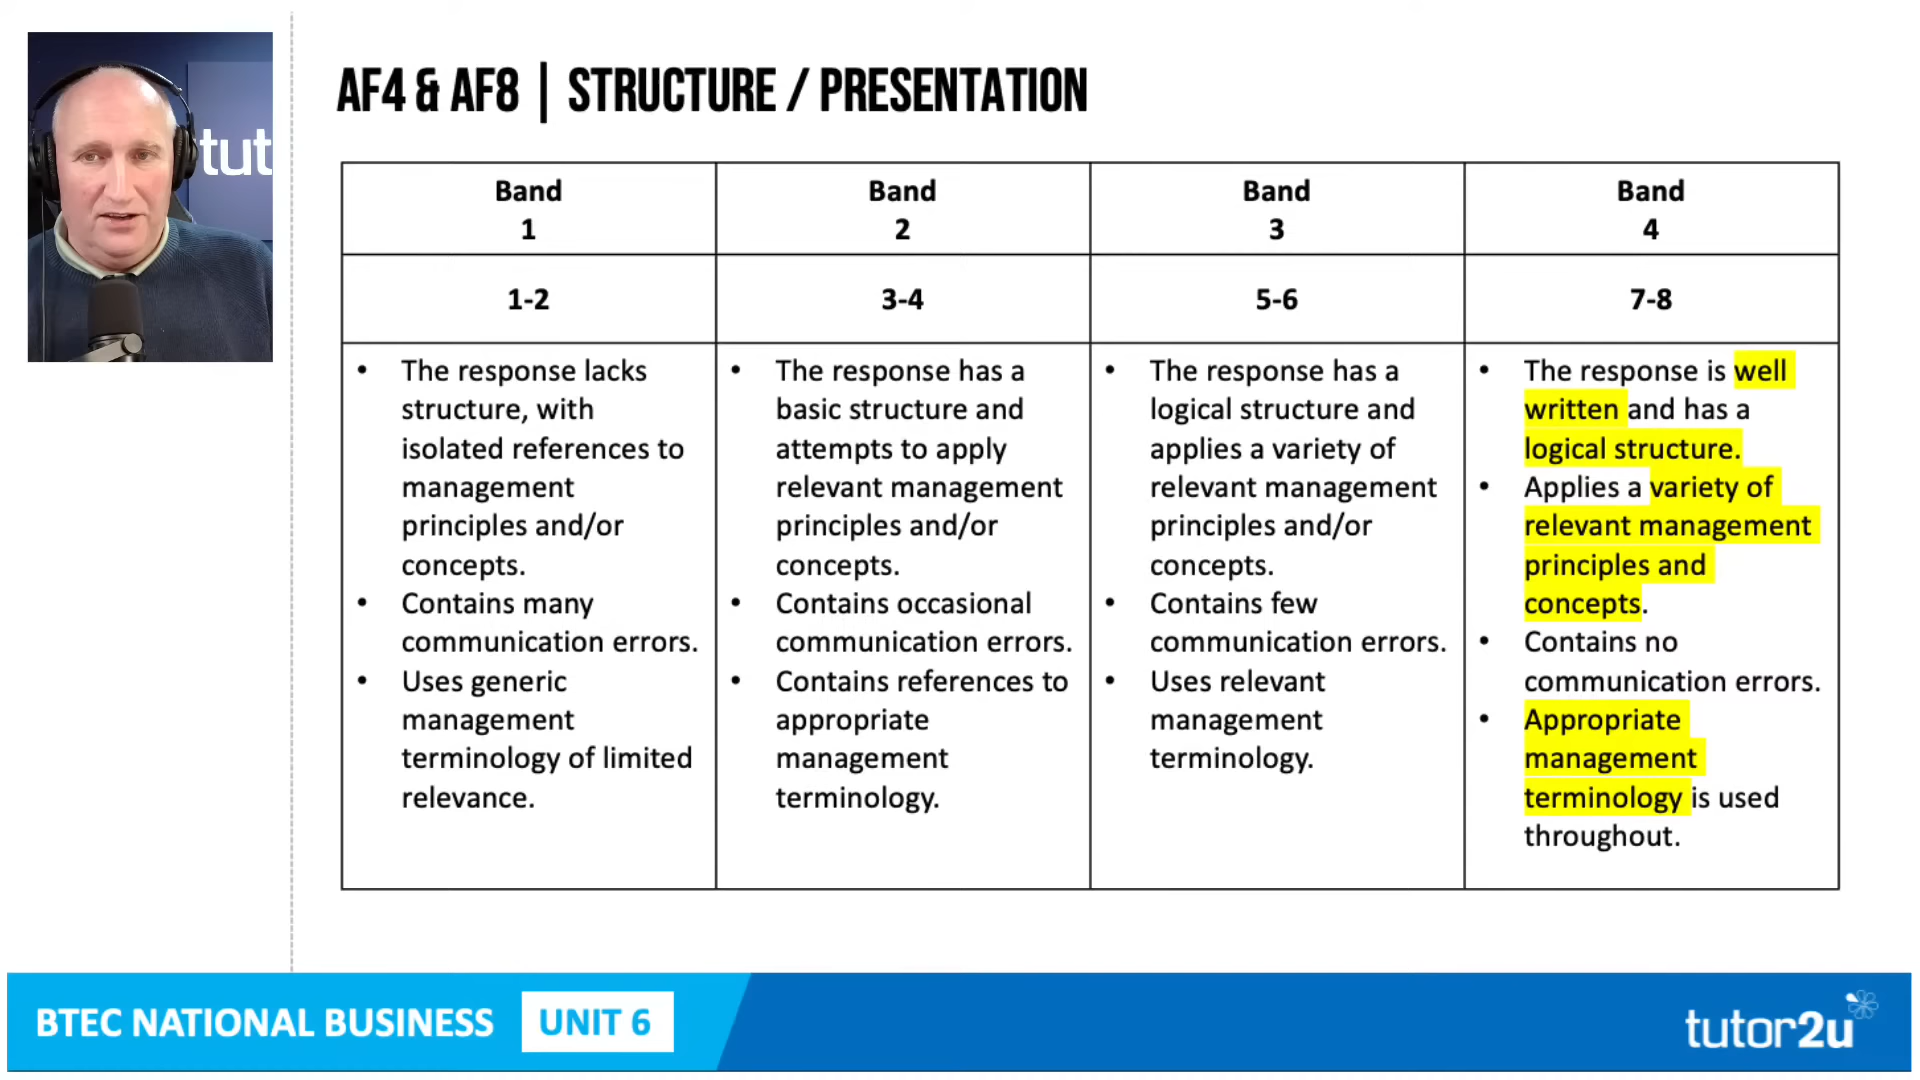 tut
AF4 & AF8 | STRUCTURE / PRESENTATION
Band
1
Band
2
Band
3
Band
4
1-2
3-4
5-6
7-8
• The response lacks
structure, with
isolated references to
management
principles and/or
concepts.
• Contains many
communication errors.
• Uses generic
management
terminology of limited
relevance.
• The response has a
basic structure and
attempts to apply
relevant management
principles and/or
concepts.
• Contains occasional
communication errors.
• Contains references to
appropriate
management
terminology.
• The response has a
logical structure and
applies a variety of
relevant management
principles and/or
concepts.
• Contains few
communication errors.
• Uses relevant
management
terminology.
• The response is well
written and has a
logical structure.
• Applies a variety of
relevant management
principles and
concepts.
• Contains no
communication errors.
• Appropriate
management
terminology is used
throughout.
BTEC NATIONAL BUSINESS
UNIT 6
tutor2u